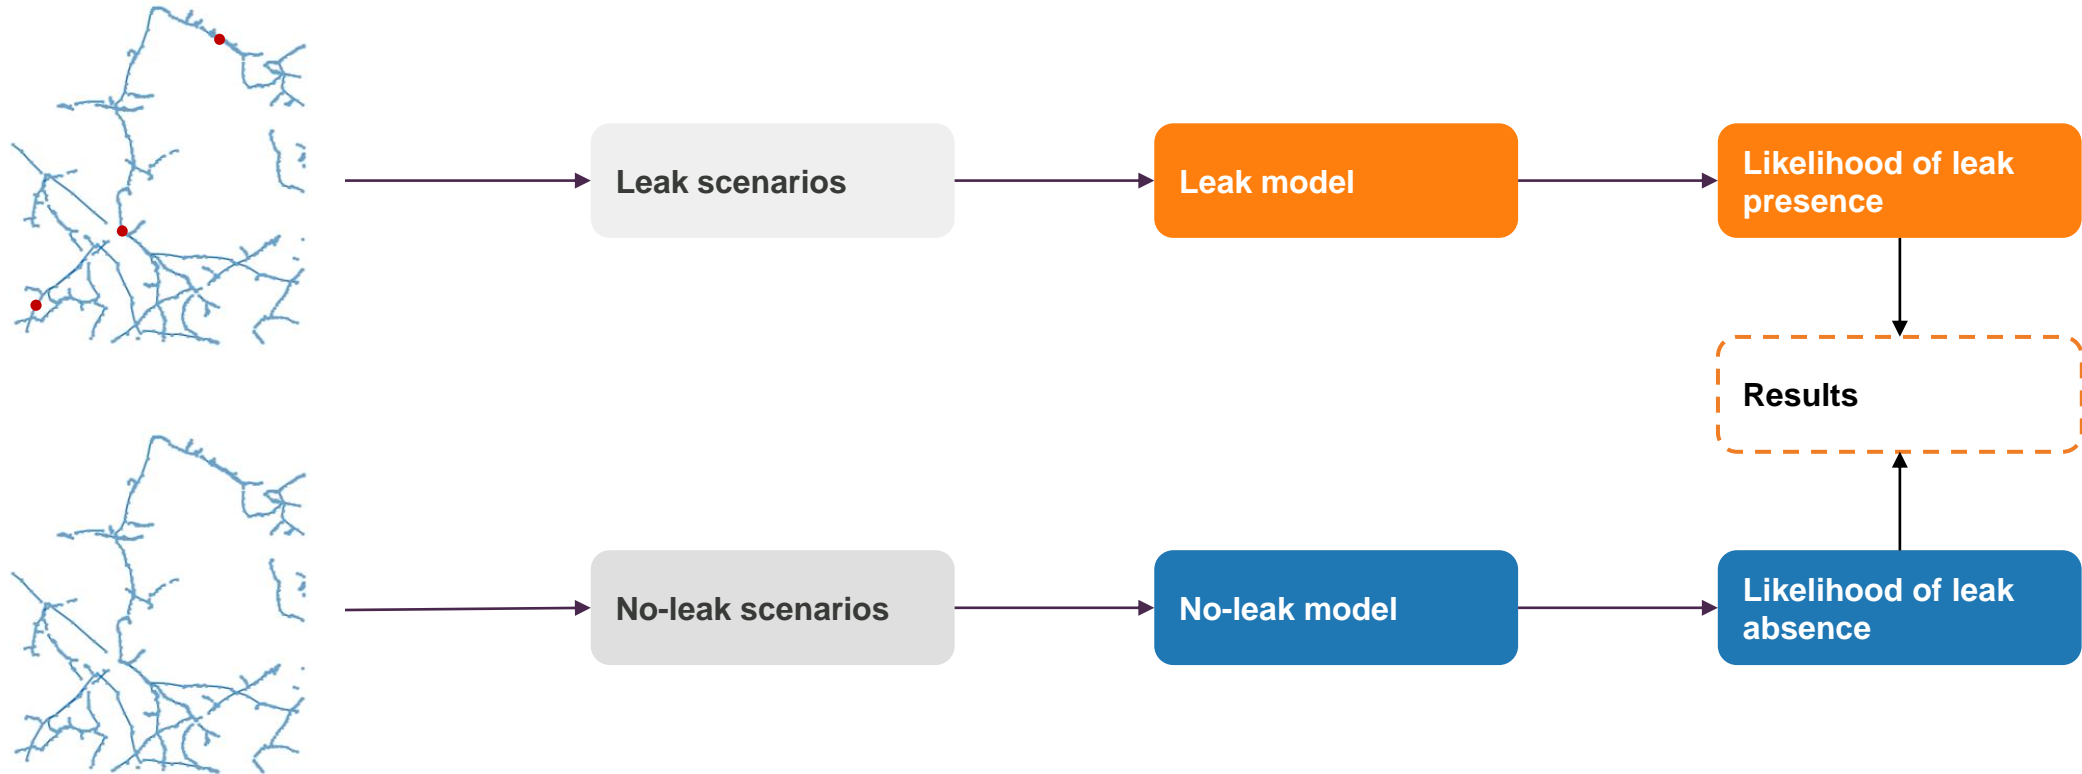 Leak scenarios
Leak model
Likelihood of leak
presence
Results
No-leak scenarios
No-leak model
Likelihood of leak
absence